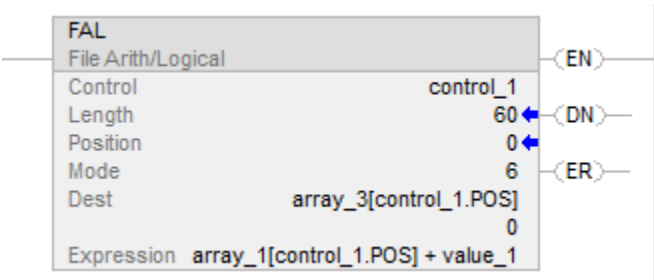 FAL
File Arith/Logical (EN)
Control control_1
Length 60 (DN)
Position 0
Mode 6 (ER)
Dest array_3[control_1.POS]
0
Expression array_1[control_1.POS] + value_1